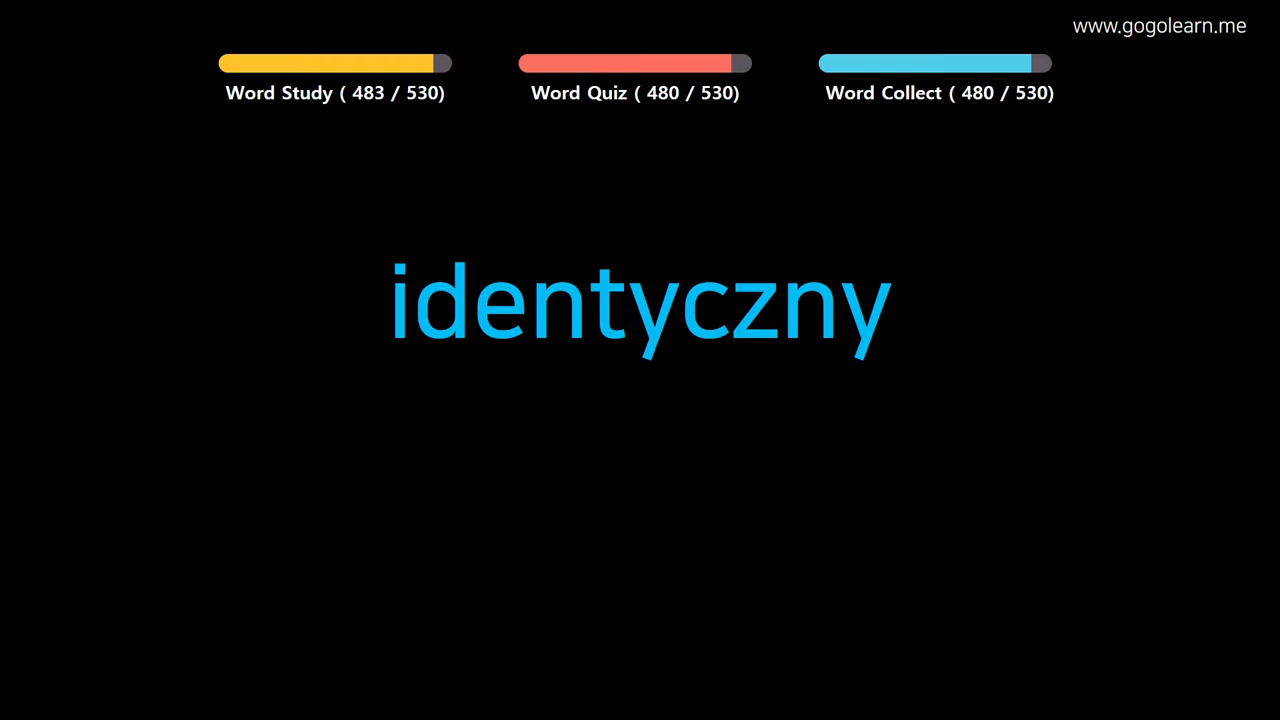 www.gogolearn.me
Word Study ( 483 / 530)
Word Quiz ( 480 / 530)
Word Collect ( 480 / 530)
identyczny